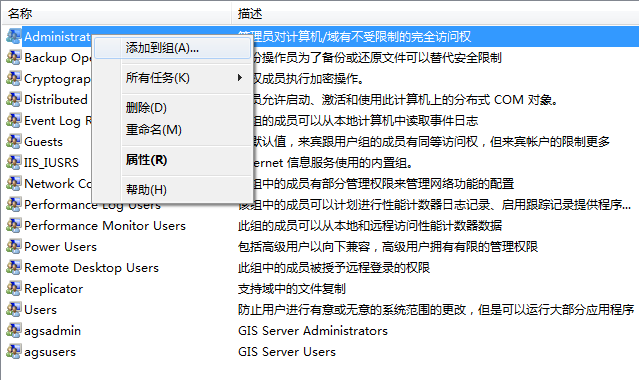 名称 描述
Administrat 管理员对计算机/域有不受限制的完全访问权
添加到组(A)...
Backup Ope 份操作员为了备份或还原文件可以替代安全限制
Cryptograp 权成员执行加密操作。
所有任务(K)
Distributed 员允许启动、激活和使用此计算机上的分布式 COM 对象。
删除(D)
Event Log R 组的成员可以从本地计算机中读取事件日志
重命名(M)
Guests 默认值，来宾跟用户组的成员有同等访问权，但来宾帐户的限制更多
属性(R)
IIS_IUSRS ernet 信息服务使用的内置组。
Network Co 组中的成员有部分管理权限来管理网络功能的配置
帮助(H)
Performance Log Users 该组中的成员可以计划进行性能计数器日志记录、启用跟踪记录提供程序...
Performance Monitor Users 此组的成员可以从本地和远程访问性能计数器数据
Power Users 包括高级用户以向下兼容，高级用户拥有有限的管理权限
Remote Desktop Users 此组中的成员被授予远程登录的权限
Replicator 支持域中的文件复制
Users 防止用户进行有意或无意的系统范围的更改，但是可以运行大部分应用程序
agsadmin GIS Server Administrators
agsusers GIS Server Users